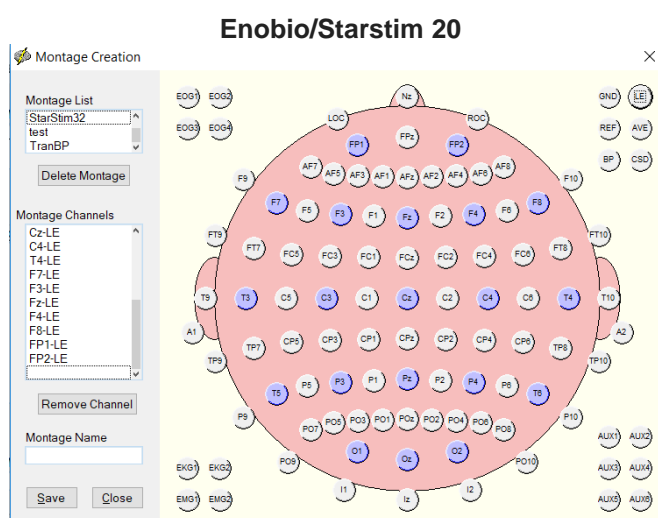 Enobio/Starstim 20
Montage Creation
Montage List
StarStim32
test
TranBP
Delete Montage
Montage Channels
Cz-LE
C4-LE
T4-LE
F7-LE
F3-LE
Fz-LE
F4-LE
F8-LE
FP1-LE
FP2-LE
Remove Channel
Montage Name
Save Close
EOG1 EOG2 Nz GND LE
EOG3 EOG4 LOC ROC REF AVE
FP1 FPz FP2
BP CSD
F9 AF7 AF5 AF3 AF1 AFz AF2 AF4 AF6 AF8 F10
F7 F5 F3 F1 Fz F2 F4 F6 F8
FT9 FT10
FT7 FC5 FC3 FC1 FCz FC2 FC4 FC6 FT8
T9 T3 C5 C3 C1 Cz C2 C4 C6 T4 T10
A1 A2
TP7 CP5 CP3 CP1 CPz CP2 CP4 CP6 TP8
TP9 TP10
T5 P5 P3 P1 Pz P2 P4 P6 T6
P9 PO7 PO5 PO3 PO1 POz PO2 PO4 PO6 PO8 P10
AUX1 AUX2
O1 Oz O2
EKG1 EKG2 PO9 PO10 AUX3 AUX4
I1 I2
EMG1 EMG2 Iz AUX5 AUX6